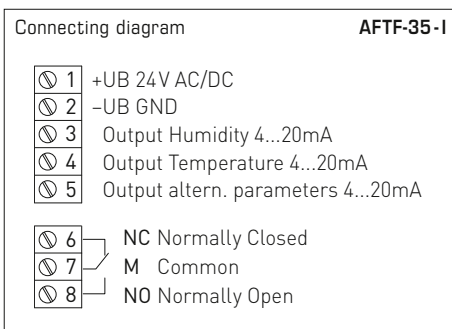 Connecting diagram AFTF-35-I
1 +UB 24V AC/DC
2 –UB GND
3 Output Humidity 4...20mA
4 Output Temperature 4...20mA
5 Output altern. parameters 4...20mA
6 NC Normally Closed
7 M Common
8 NO Normally Open